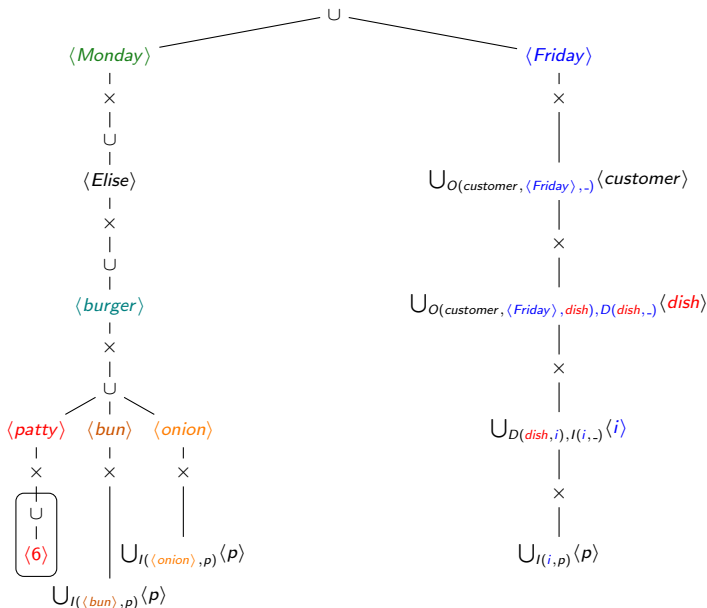 ∪
⟨Monday⟩ ⟨Friday⟩
× ×
∪
⟨Elise⟩ ⋃O(customer,⟨Friday⟩,_)⟨customer⟩
× ×
∪
⟨burger⟩ ⋃O(customer,⟨Friday⟩,dish),D(dish,_)⟨dish⟩
× ×
∪
⟨patty⟩ ⟨bun⟩ ⟨onion⟩ ⋃D(dish,i),I(i,_)⟨i⟩
× × × ×
∪
⟨6⟩ ⋃I(⟨onion⟩,p)⟨p⟩ ⋃I(i,p)⟨p⟩
⋃I(⟨bun⟩,p)⟨p⟩